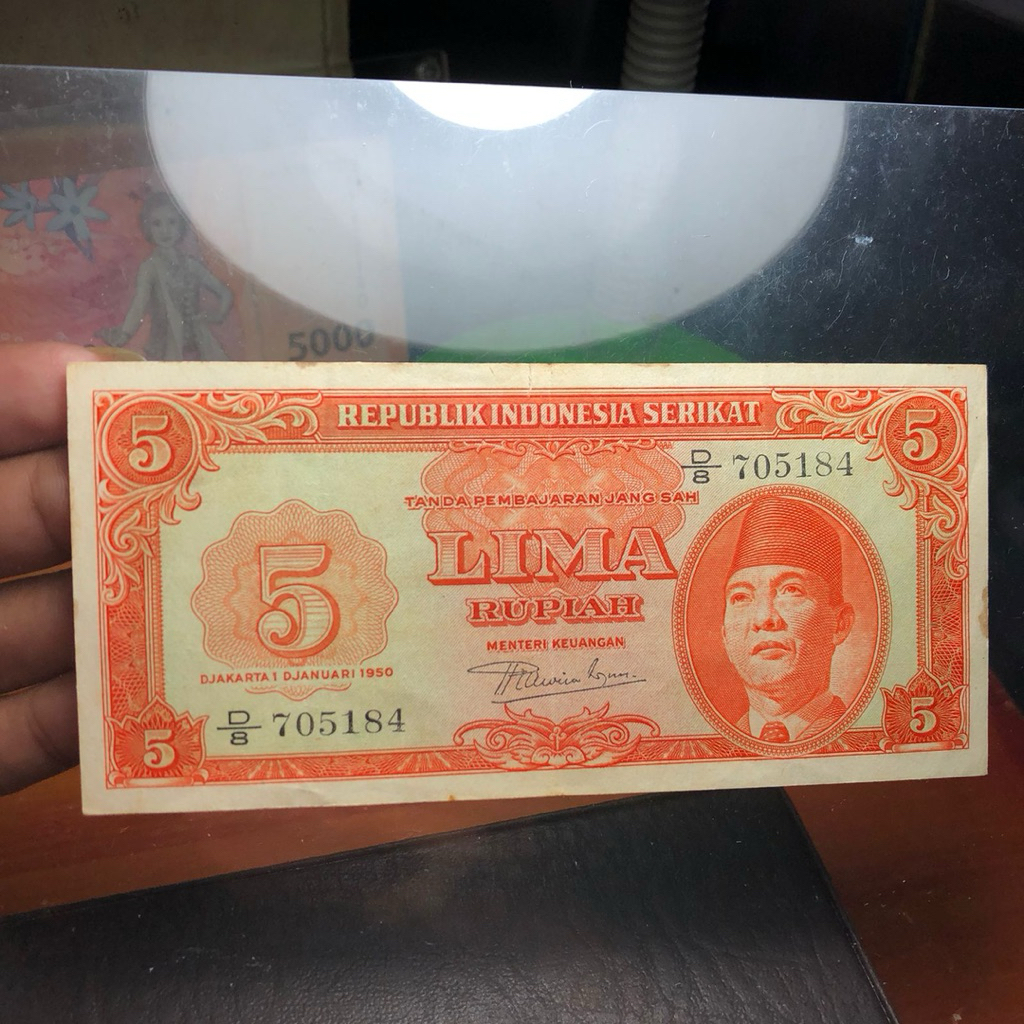 5000
REPUBLIK INDONESIA SERIKAT
5
5
D/8 705184
TANDA PEMBAJARAN JANG SAH
LIMA
RUPIAH
5
MENTERI KEUANGAN
DJAKARTA 1 DJANUARI 1950
D/8 705184
5
5